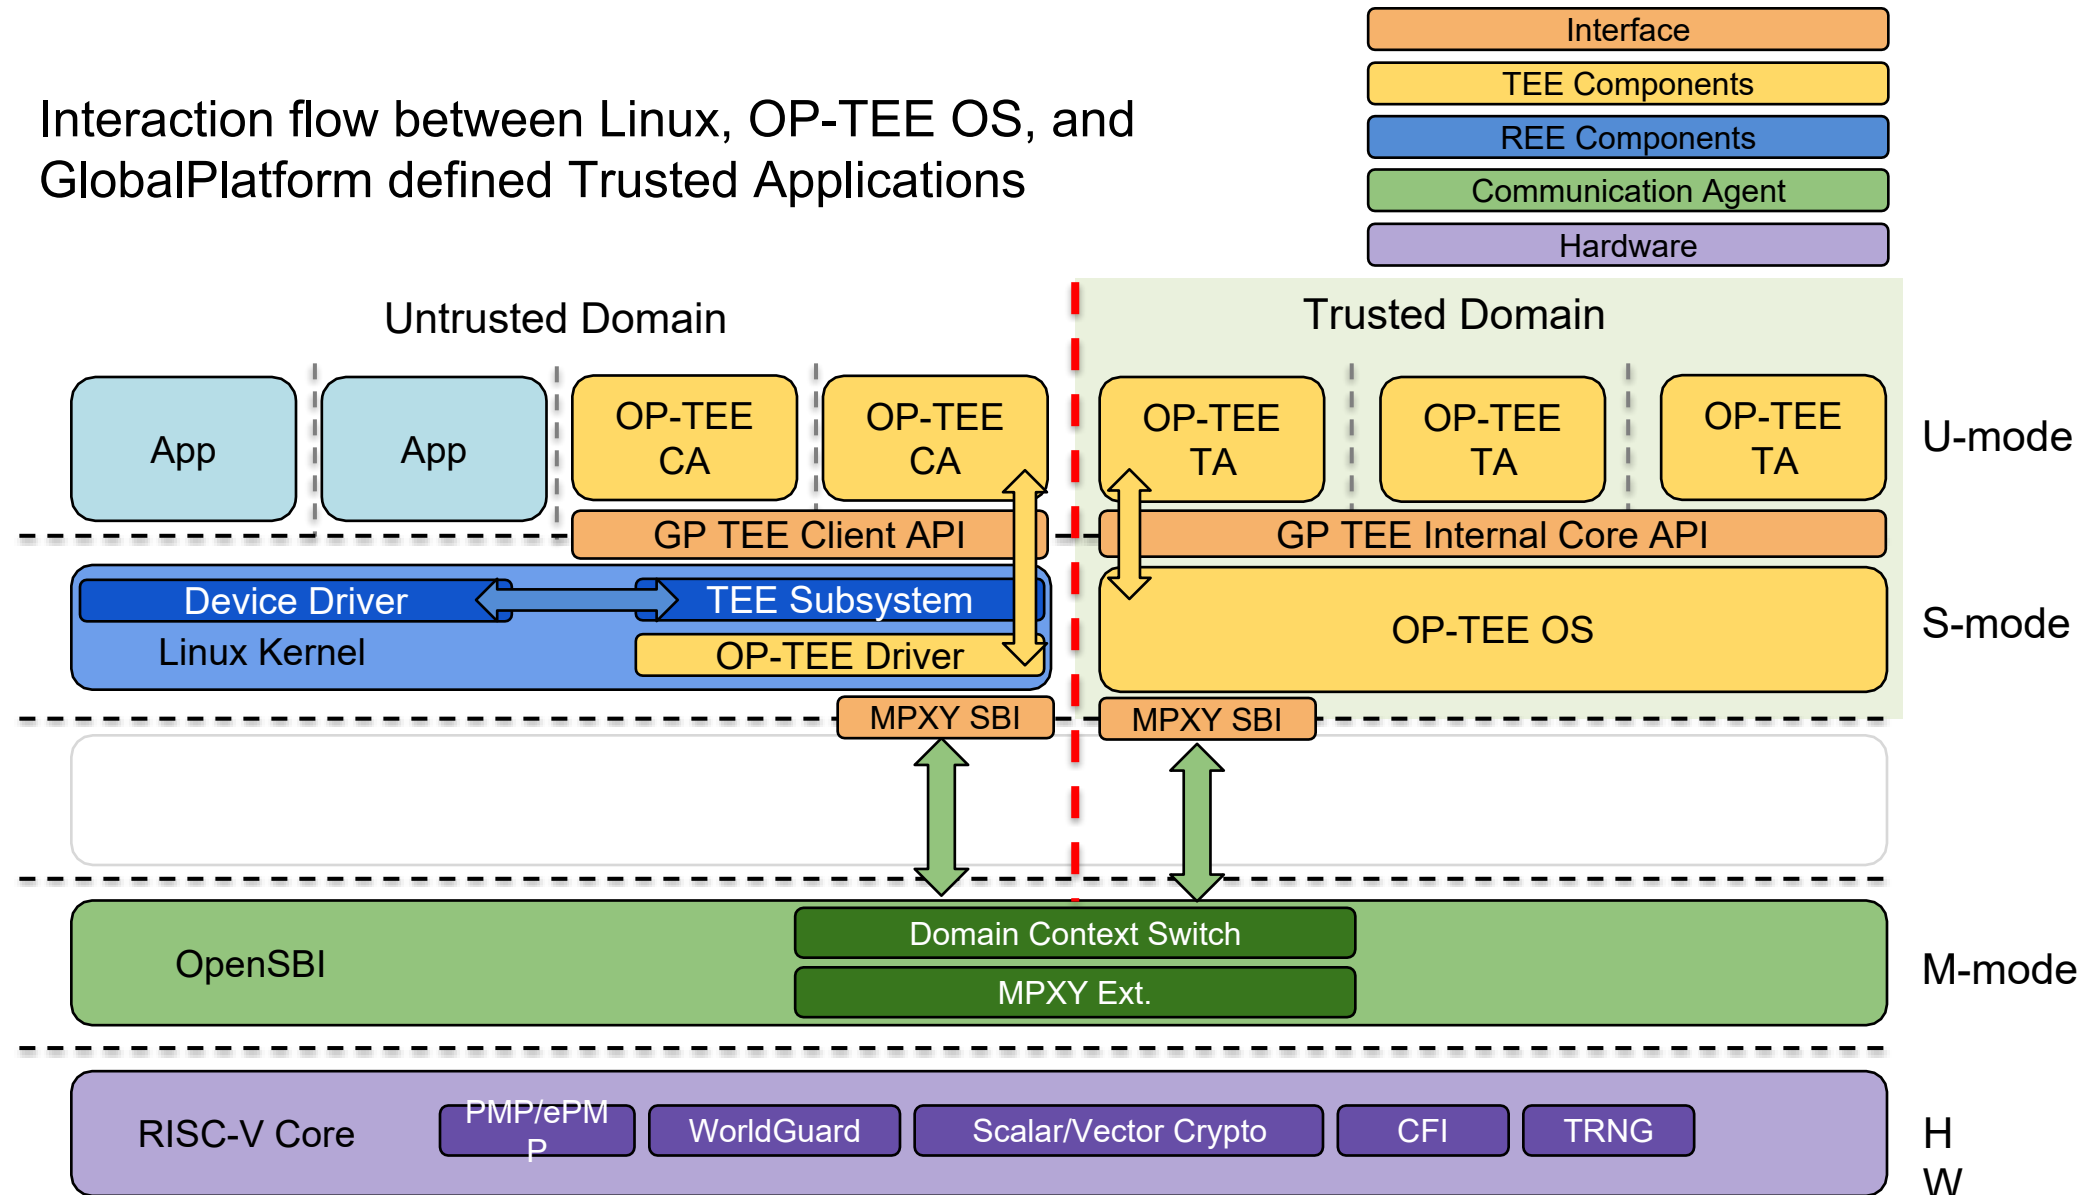 Interface
TEE Components
REE Components
Communication Agent
Hardware
Interaction flow between Linux, OP-TEE OS, and
GlobalPlatform defined Trusted Applications
Untrusted Domain
Trusted Domain
App
App
OP-TEE
CA
OP-TEE
CA
OP-TEE
TA
OP-TEE
TA
OP-TEE
TA
U-mode
GP TEE Client API
GP TEE Internal Core API
Device Driver
TEE Subsystem
Linux Kernel
OP-TEE Driver
OP-TEE OS
S-mode
MPXY SBI
MPXY SBI
OpenSBI
Domain Context Switch
MPXY Ext.
M-mode
RISC-V Core
PMP/ePM
P
WorldGuard
Scalar/Vector Crypto
CFI
TRNG
H
W